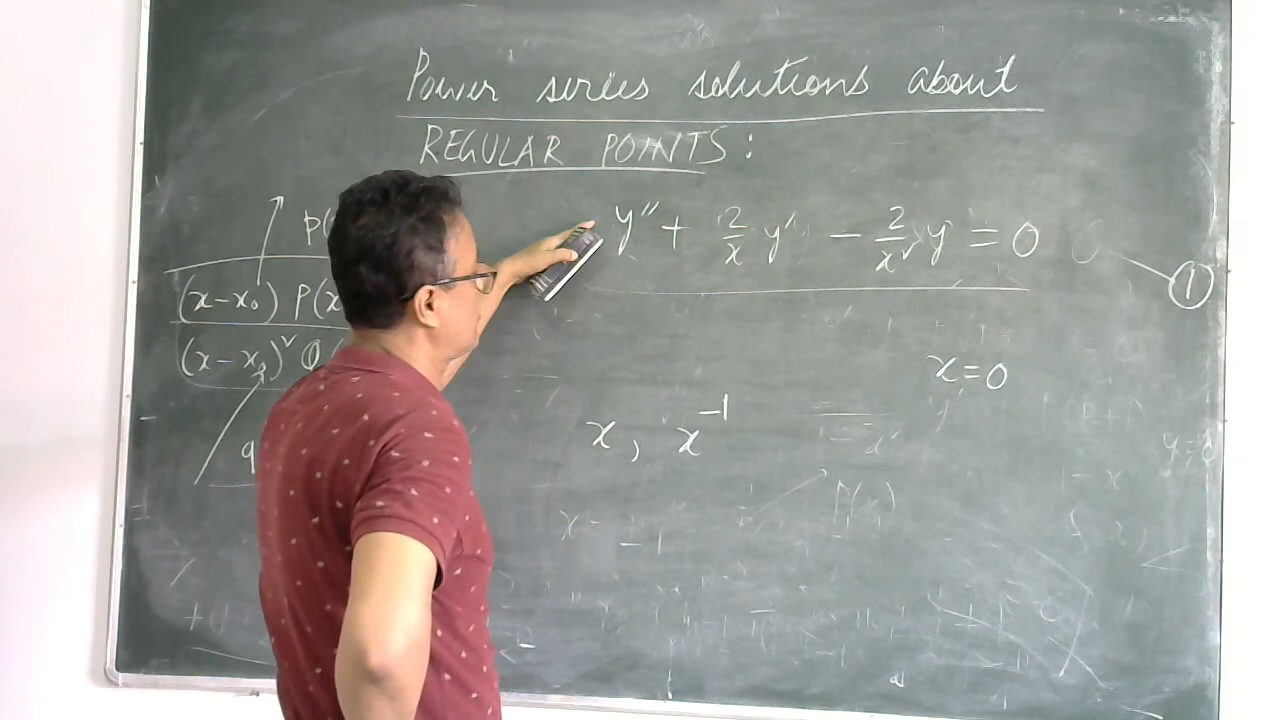 Power series solutions about
REGULAR POINTS:
P(
y″ + 2/x y′ − 2/x² y = 0 ①
(x−x₀) P(x
(x−x₀)² Q(
x=0
x, x⁻¹
q